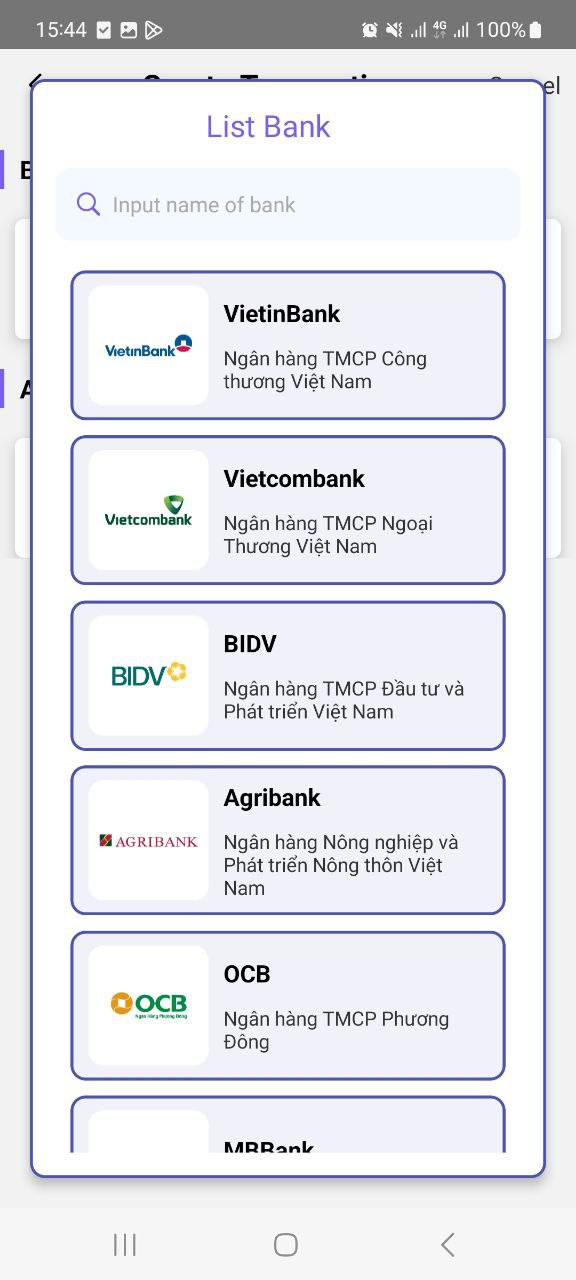 15:44
4G
100%
el
List Bank
Input name of bank
VietinBank
VietinBank
Ngân hàng TMCP Công
thương Việt Nam
Vietcombank
Vietcombank
Ngân hàng TMCP Ngoại
Thương Việt Nam
BIDV
BIDV
Ngân hàng TMCP Đầu tư và
Phát triển Việt Nam
AGRIBANK
Agribank
Ngân hàng Nông nghiệp và
Phát triển Nông thôn Việt
Nam
OCB
Ngân Hàng Phương Đông
OCB
Ngân hàng TMCP Phương
Đông
MBBank